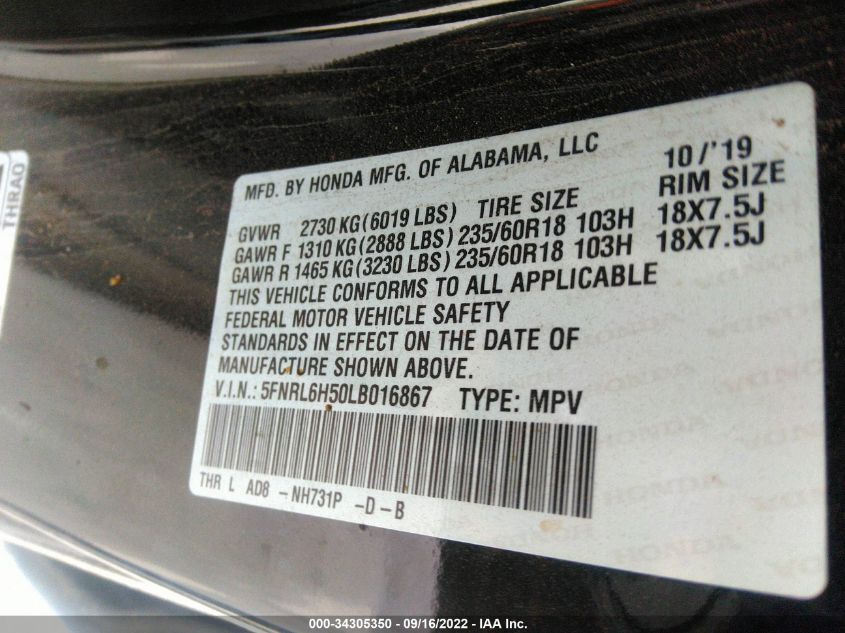 THRAO
MFD. BY HONDA MFG. OF ALABAMA, LLC 10/'19
GVWR 2730 KG (6019 LBS) TIRE SIZE RIM SIZE
GAWR F 1310 KG (2888 LBS) 235/60R18 103H 18X7.5J
GAWR R 1465 KG (3230 LBS) 235/60R18 103H 18X7.5J
THIS VEHICLE CONFORMS TO ALL APPLICABLE
FEDERAL MOTOR VEHICLE SAFETY
STANDARDS IN EFFECT ON THE DATE OF
MANUFACTURE SHOWN ABOVE.
V.I.N.: 5FNRL6H50LB016867 TYPE: MPV
THR L AD8 - NH731P - D - B
000-34305350 - 09/16/2022 - IAA Inc.